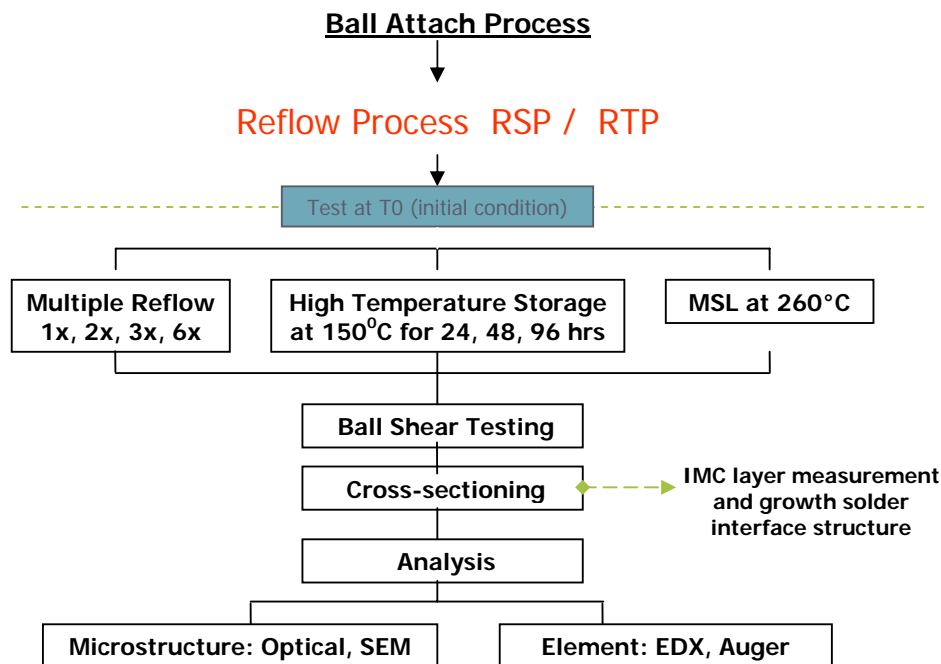 Ball Attach Process
Reflow Process RSP / RTP
Test at T0 (initial condition)
Multiple Reflow
1x, 2x, 3x, 6x
High Temperature Storage
at 150⁰C for 24, 48, 96 hrs
MSL at 260°C
Ball Shear Testing
Cross-sectioning
IMC layer measurement
and growth solder
interface structure
Analysis
Microstructure: Optical, SEM
Element: EDX, Auger